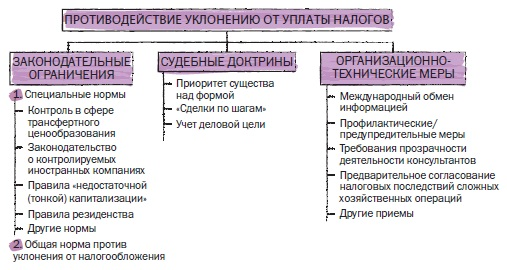 ПРОТИВОДЕЙСТВИЕ УКЛОНЕНИЮ ОТ УПЛАТЫ НАЛОГОВ
ЗАКОНОДАТЕЛЬНЫЕ
ОГРАНИЧЕНИЯ
1. Специальные нормы
Контроль в сфере
трансфертного
ценообразования
Законодательство
о контролируемых
иностранных компаниях
Правила «недостаточной
(тонкой) капитализации»
Правила резиденства
Другие нормы
2. Общая норма против
уклонения от налогообложения
СУДЕБНЫЕ ДОКТРИНЫ
Приоритет существа
над формой
«Сделки по шагам»
Учет деловой цели
ОРГАНИЗАЦИОННО-
ТЕХНИЧЕСКИЕ МЕРЫ
Международный обмен
информацией
Профилактические/
предупредительные меры
Требования прозрачности
деятельности консультантов
Предварительное согласование
налоговых последствий сложных
хозяйственных операций
Другие приемы